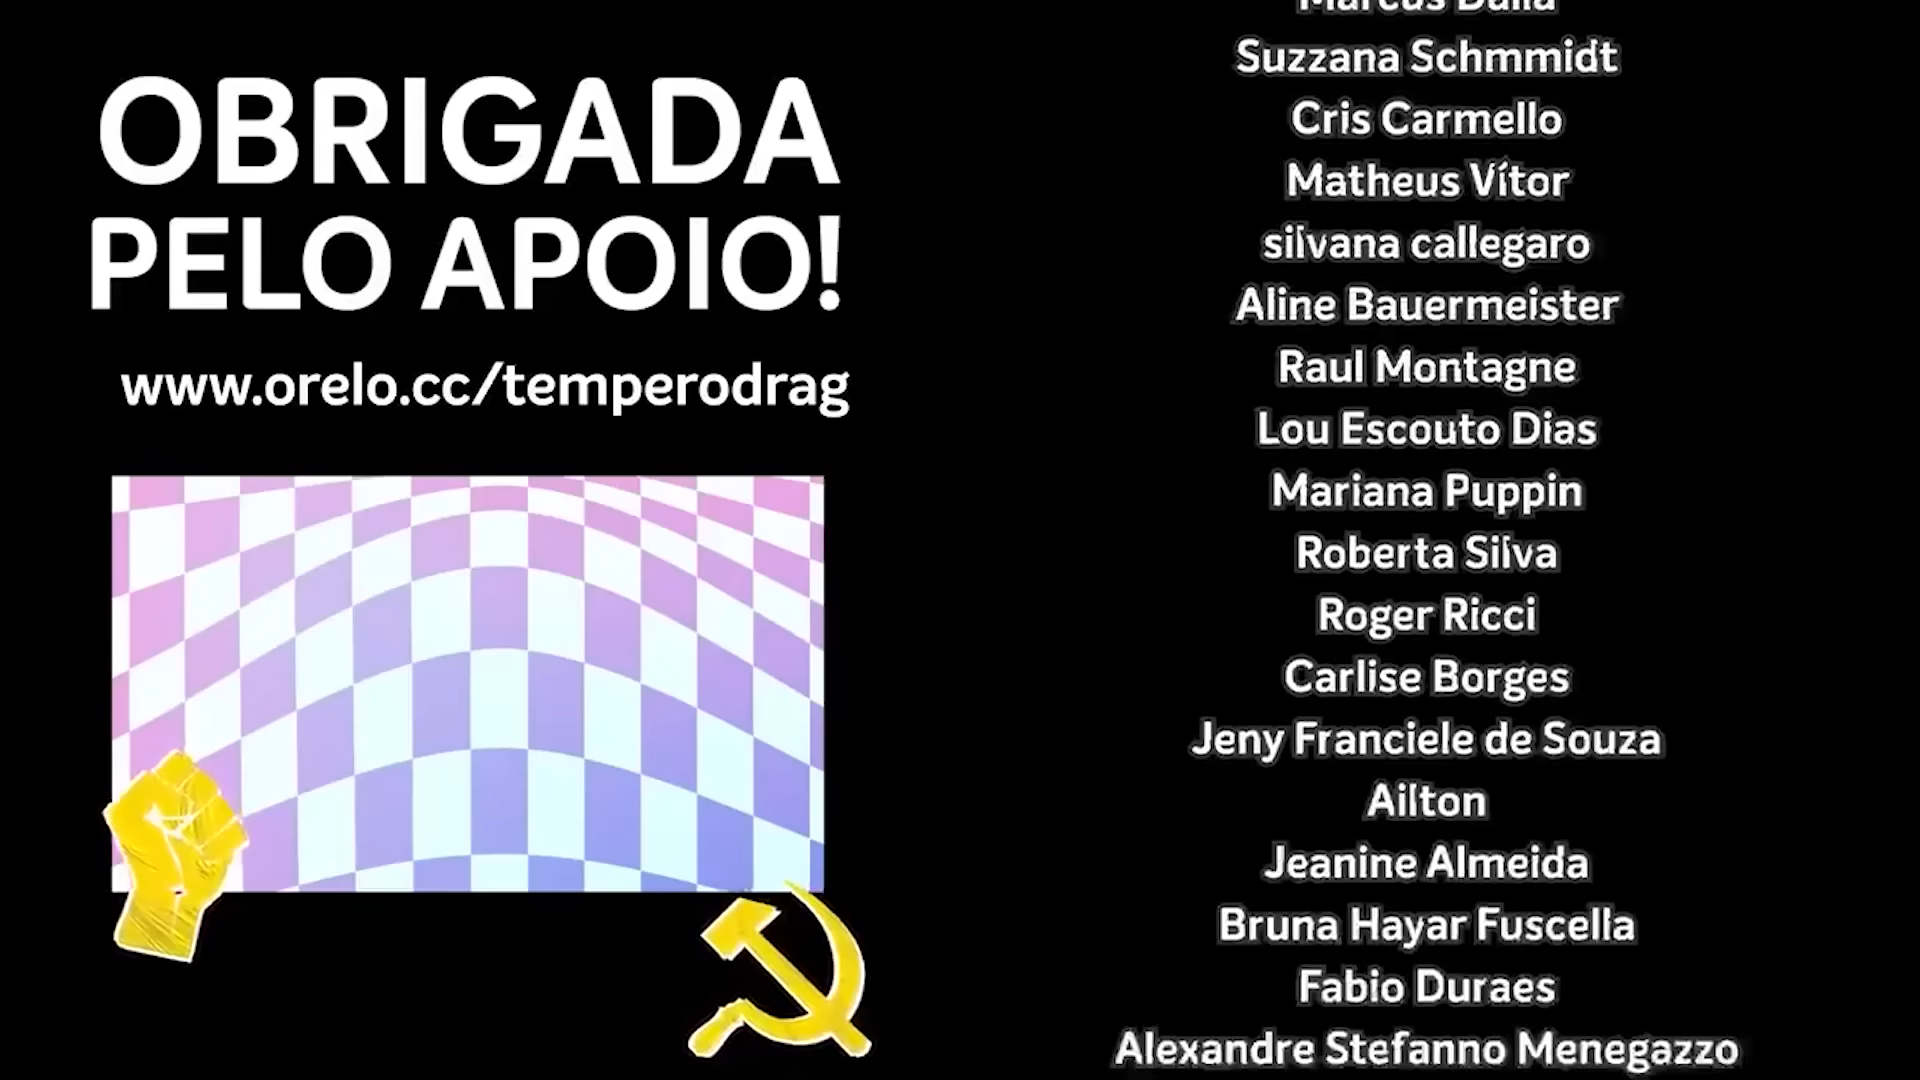 OBRIGADA
PELO APOIO!
www.orelo.cc/temperodrag
Marcus Dalla
Suzzana Schmmidt
Cris Carmello
Matheus Vítor
silvana callegaro
Aline Bauermeister
Raul Montagne
Lou Escouto Dias
Mariana Puppin
Roberta Silva
Roger Ricci
Carlise Borges
Jeny Franciele de Souza
Ailton
Jeanine Almeida
Bruna Hayar Fuscella
Fabio Duraes
Alexandre Stefanno Menegazzo